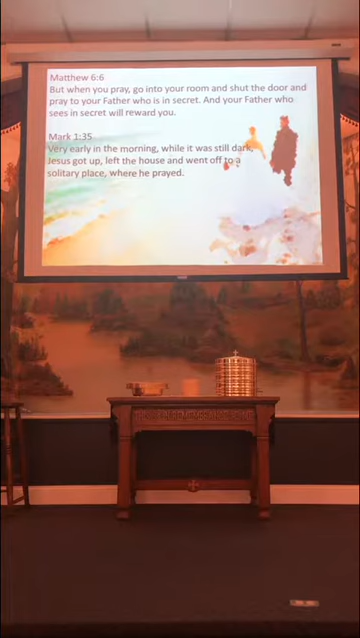 Matthew 6:6
But when you pray, go into your room and shut the door and
pray to your Father who is in secret. And your Father who
sees in secret will reward you.
Mark 1:35
Very early in the morning, while it was still dark,
Jesus got up, left the house and went off to a
solitary place, where he prayed.